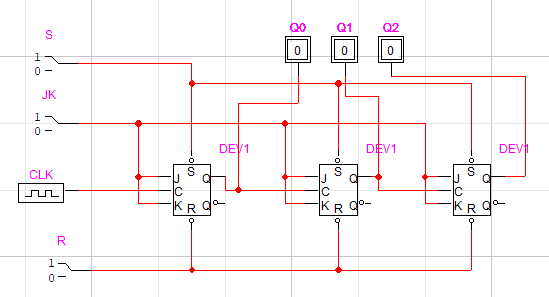 S Q0 Q1 Q2
1
0
0 0 0
JK
1
0
DEV1 DEV1 DEV1
CLK
S S S
J Q J Q J Q
C C C
K Q K Q K Q
R R R
R
1
0